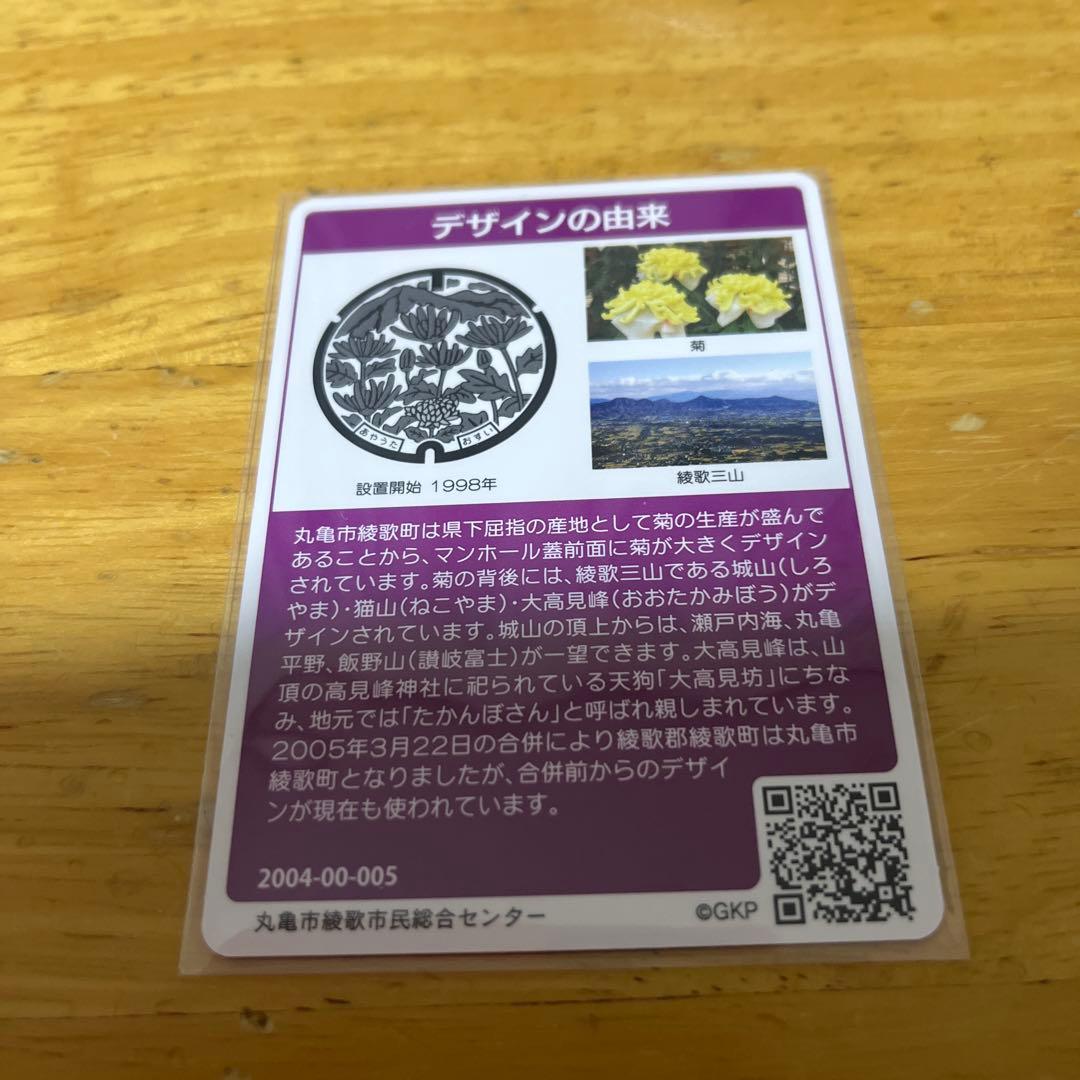 デザインの由来
あやうた
おすい
設置開始 1998年
菊
綾歌三山
丸亀市綾歌町は県下屈指の産地として菊の生産が盛んで
あることから、マンホール蓋前面に菊が大きくデザイン
されています。菊の背後には、綾歌三山である城山(しろ
やま)・猫山(ねこやま)・大高見峰(おおたかみぼう)がデ
ザインされています。城山の頂上からは、瀬戸内海、丸亀
平野、飯野山(讃岐富士)が一望できます。大高見峰は、山
頂の高見峰神社に祀られている天狗「大高見坊」にちな
み、地元では「たかんぼさん」と呼ばれ親しまれています。
2005年3月22日の合併により綾歌郡綾歌町は丸亀市
綾歌町となりましたが、合併前からのデザイ
ンが現在も使われています。
2004-00-005
丸亀市綾歌市民総合センター
©GKP